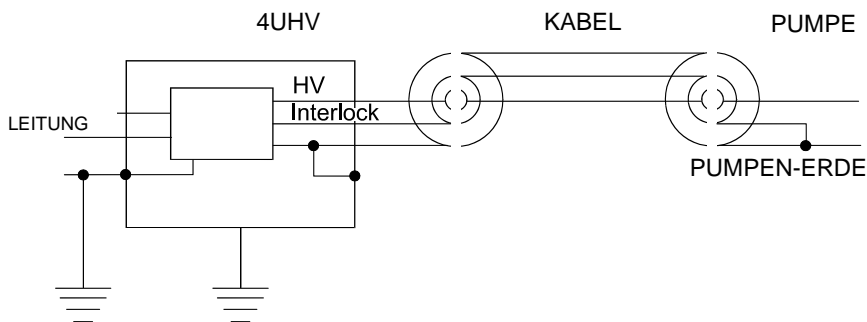 4UHV KABEL PUMPE
HV
Interlock
LEITUNG
PUMPEN-ERDE